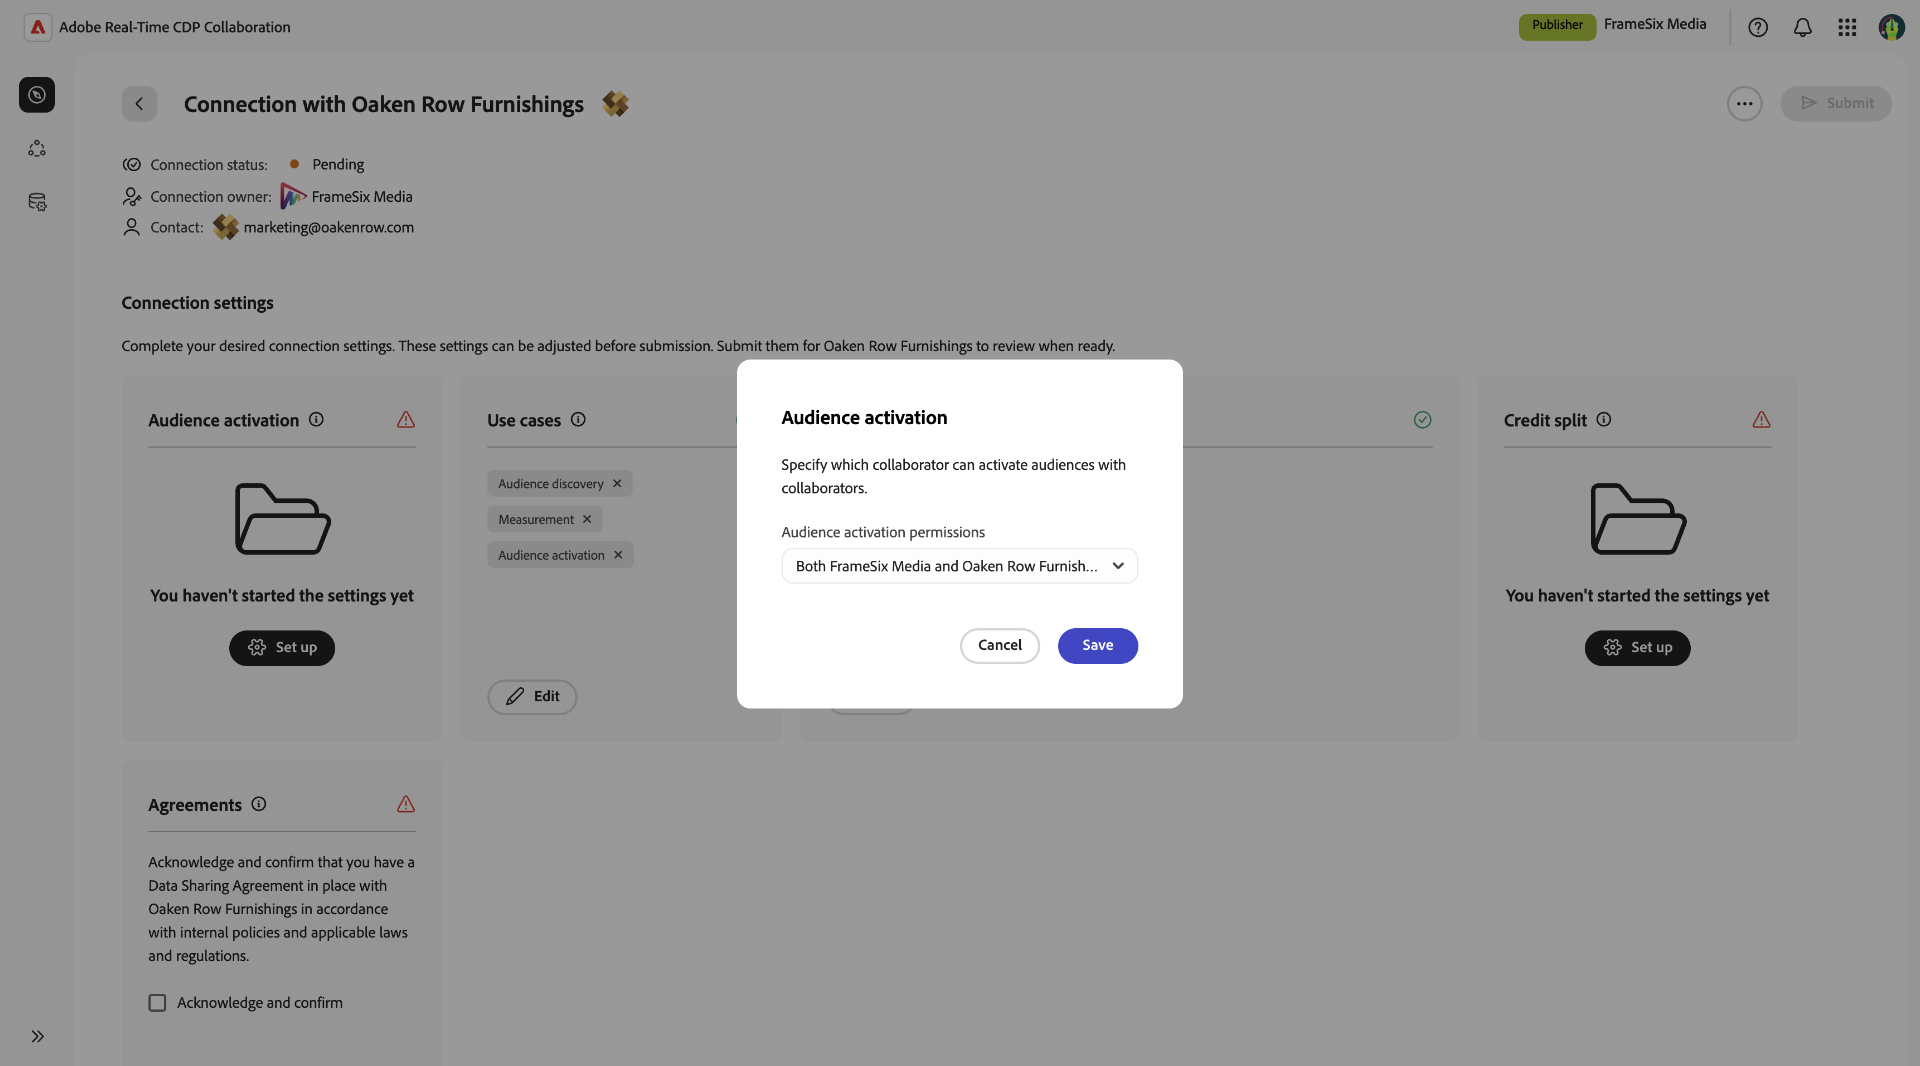 Adobe Real-Time CDP Collaboration
Publisher
FrameSix Media
Connection with Oaken Row Furnishings
Submit
Connection status: Pending
Connection owner: FrameSix Media
Contact: marketing@oakenrow.com
Connection settings
Complete your desired connection settings. These settings can be adjusted before submission. Submit them for Oaken Row Furnishings to review when ready.
Audience activation
You haven't started the settings yet
Set up
Use cases
Audience discovery
Measurement
Audience activation
Edit
Audience activation
Specify which collaborator can activate audiences with
collaborators.
Audience activation permissions
Both FrameSix Media and Oaken Row Furnish...
Cancel
Save
Credit split
You haven't started the settings yet
Set up
Agreements
Acknowledge and confirm that you have a
Data Sharing Agreement in place with
Oaken Row Furnishings in accordance
with internal policies and applicable laws
and regulations.
Acknowledge and confirm